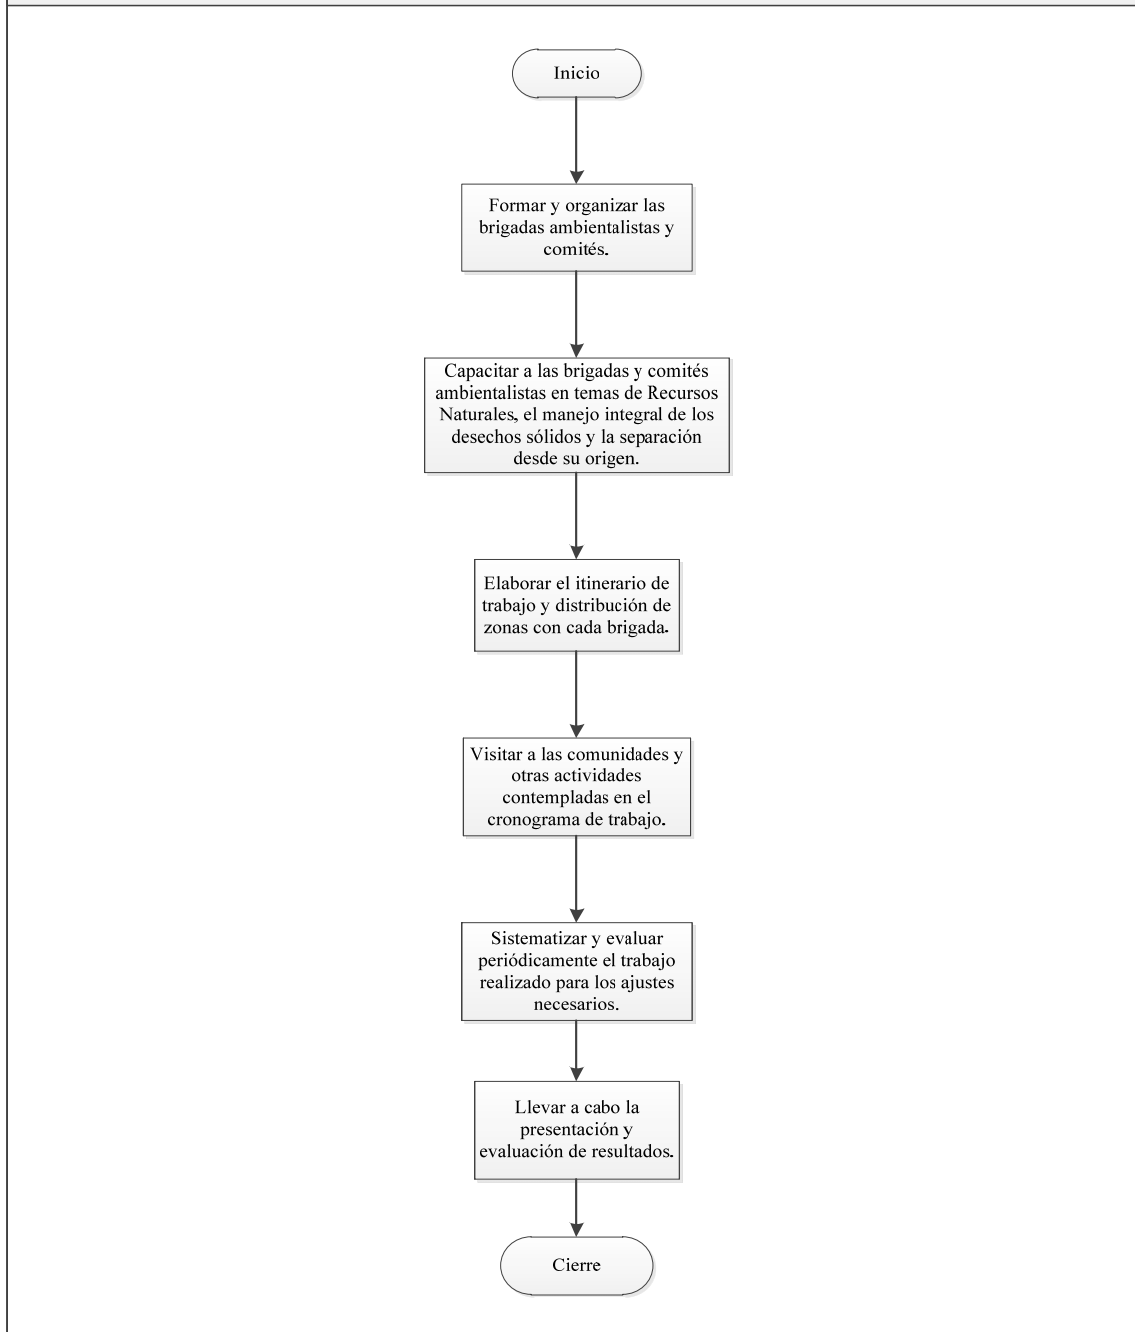 Inicio
Formar y organizar las
brigadas ambientalistas y
comités.
Capacitar a las brigadas y comités
ambientalistas en temas de Recursos
Naturales, el manejo integral de los
desechos sólidos y la separación
desde su origen.
Elaborar el itinerario de
trabajo y distribución de
zonas con cada brigada.
Visitar a las comunidades y
otras actividades
contempladas en el
cronograma de trabajo.
Sistematizar y evaluar
periódicamente el trabajo
realizado para los ajustes
necesarios.
Llevar a cabo la
presentación y
evaluación de resultados.
Cierre